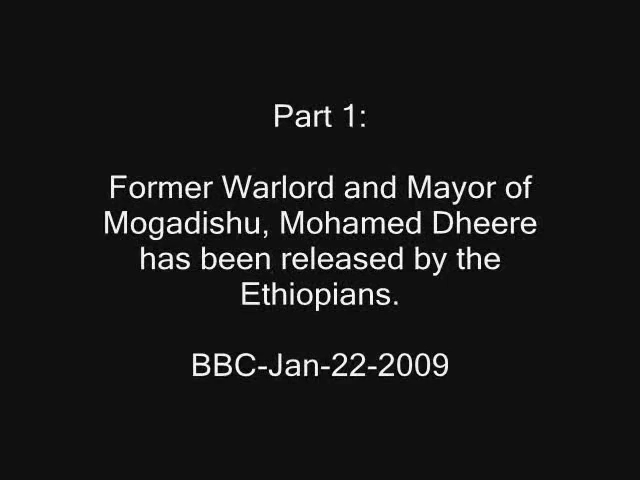 Part 1:
Former Warlord and Mayor of
Mogadishu, Mohamed Dheere
has been released by the
Ethiopians.
BBC-Jan-22-2009